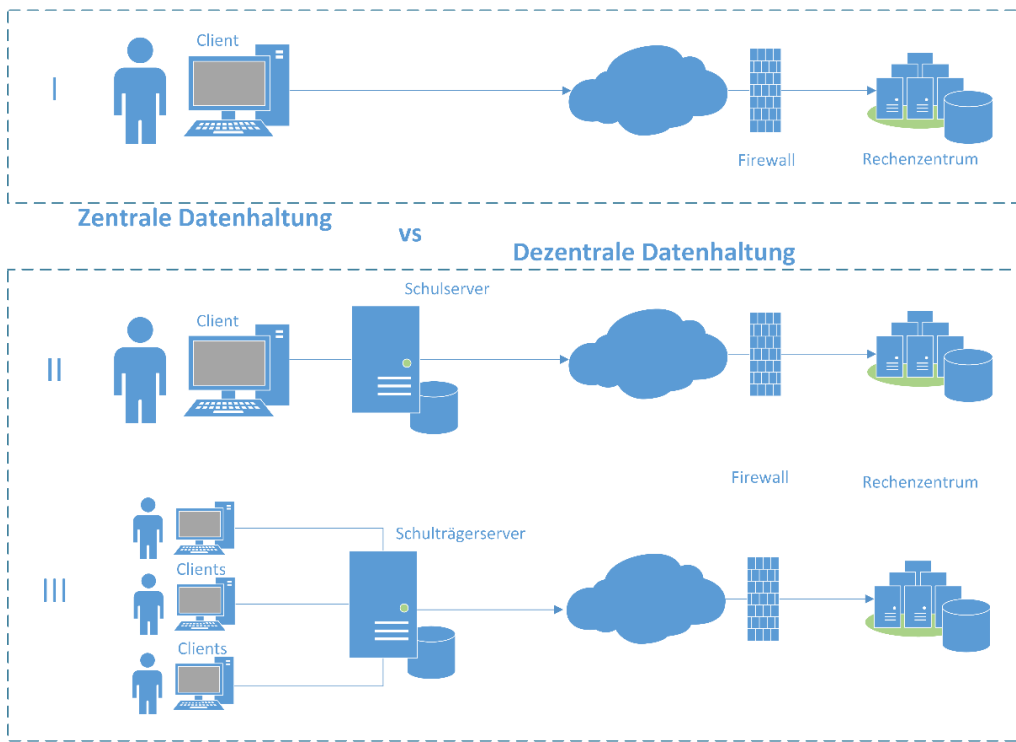 Client
I
Firewall
Rechenzentrum
Zentrale Datenhaltung
vs
Dezentrale Datenhaltung
Schulserver
Client
II
Firewall
Rechenzentrum
Schulträgerserver
Clients
III
Clients